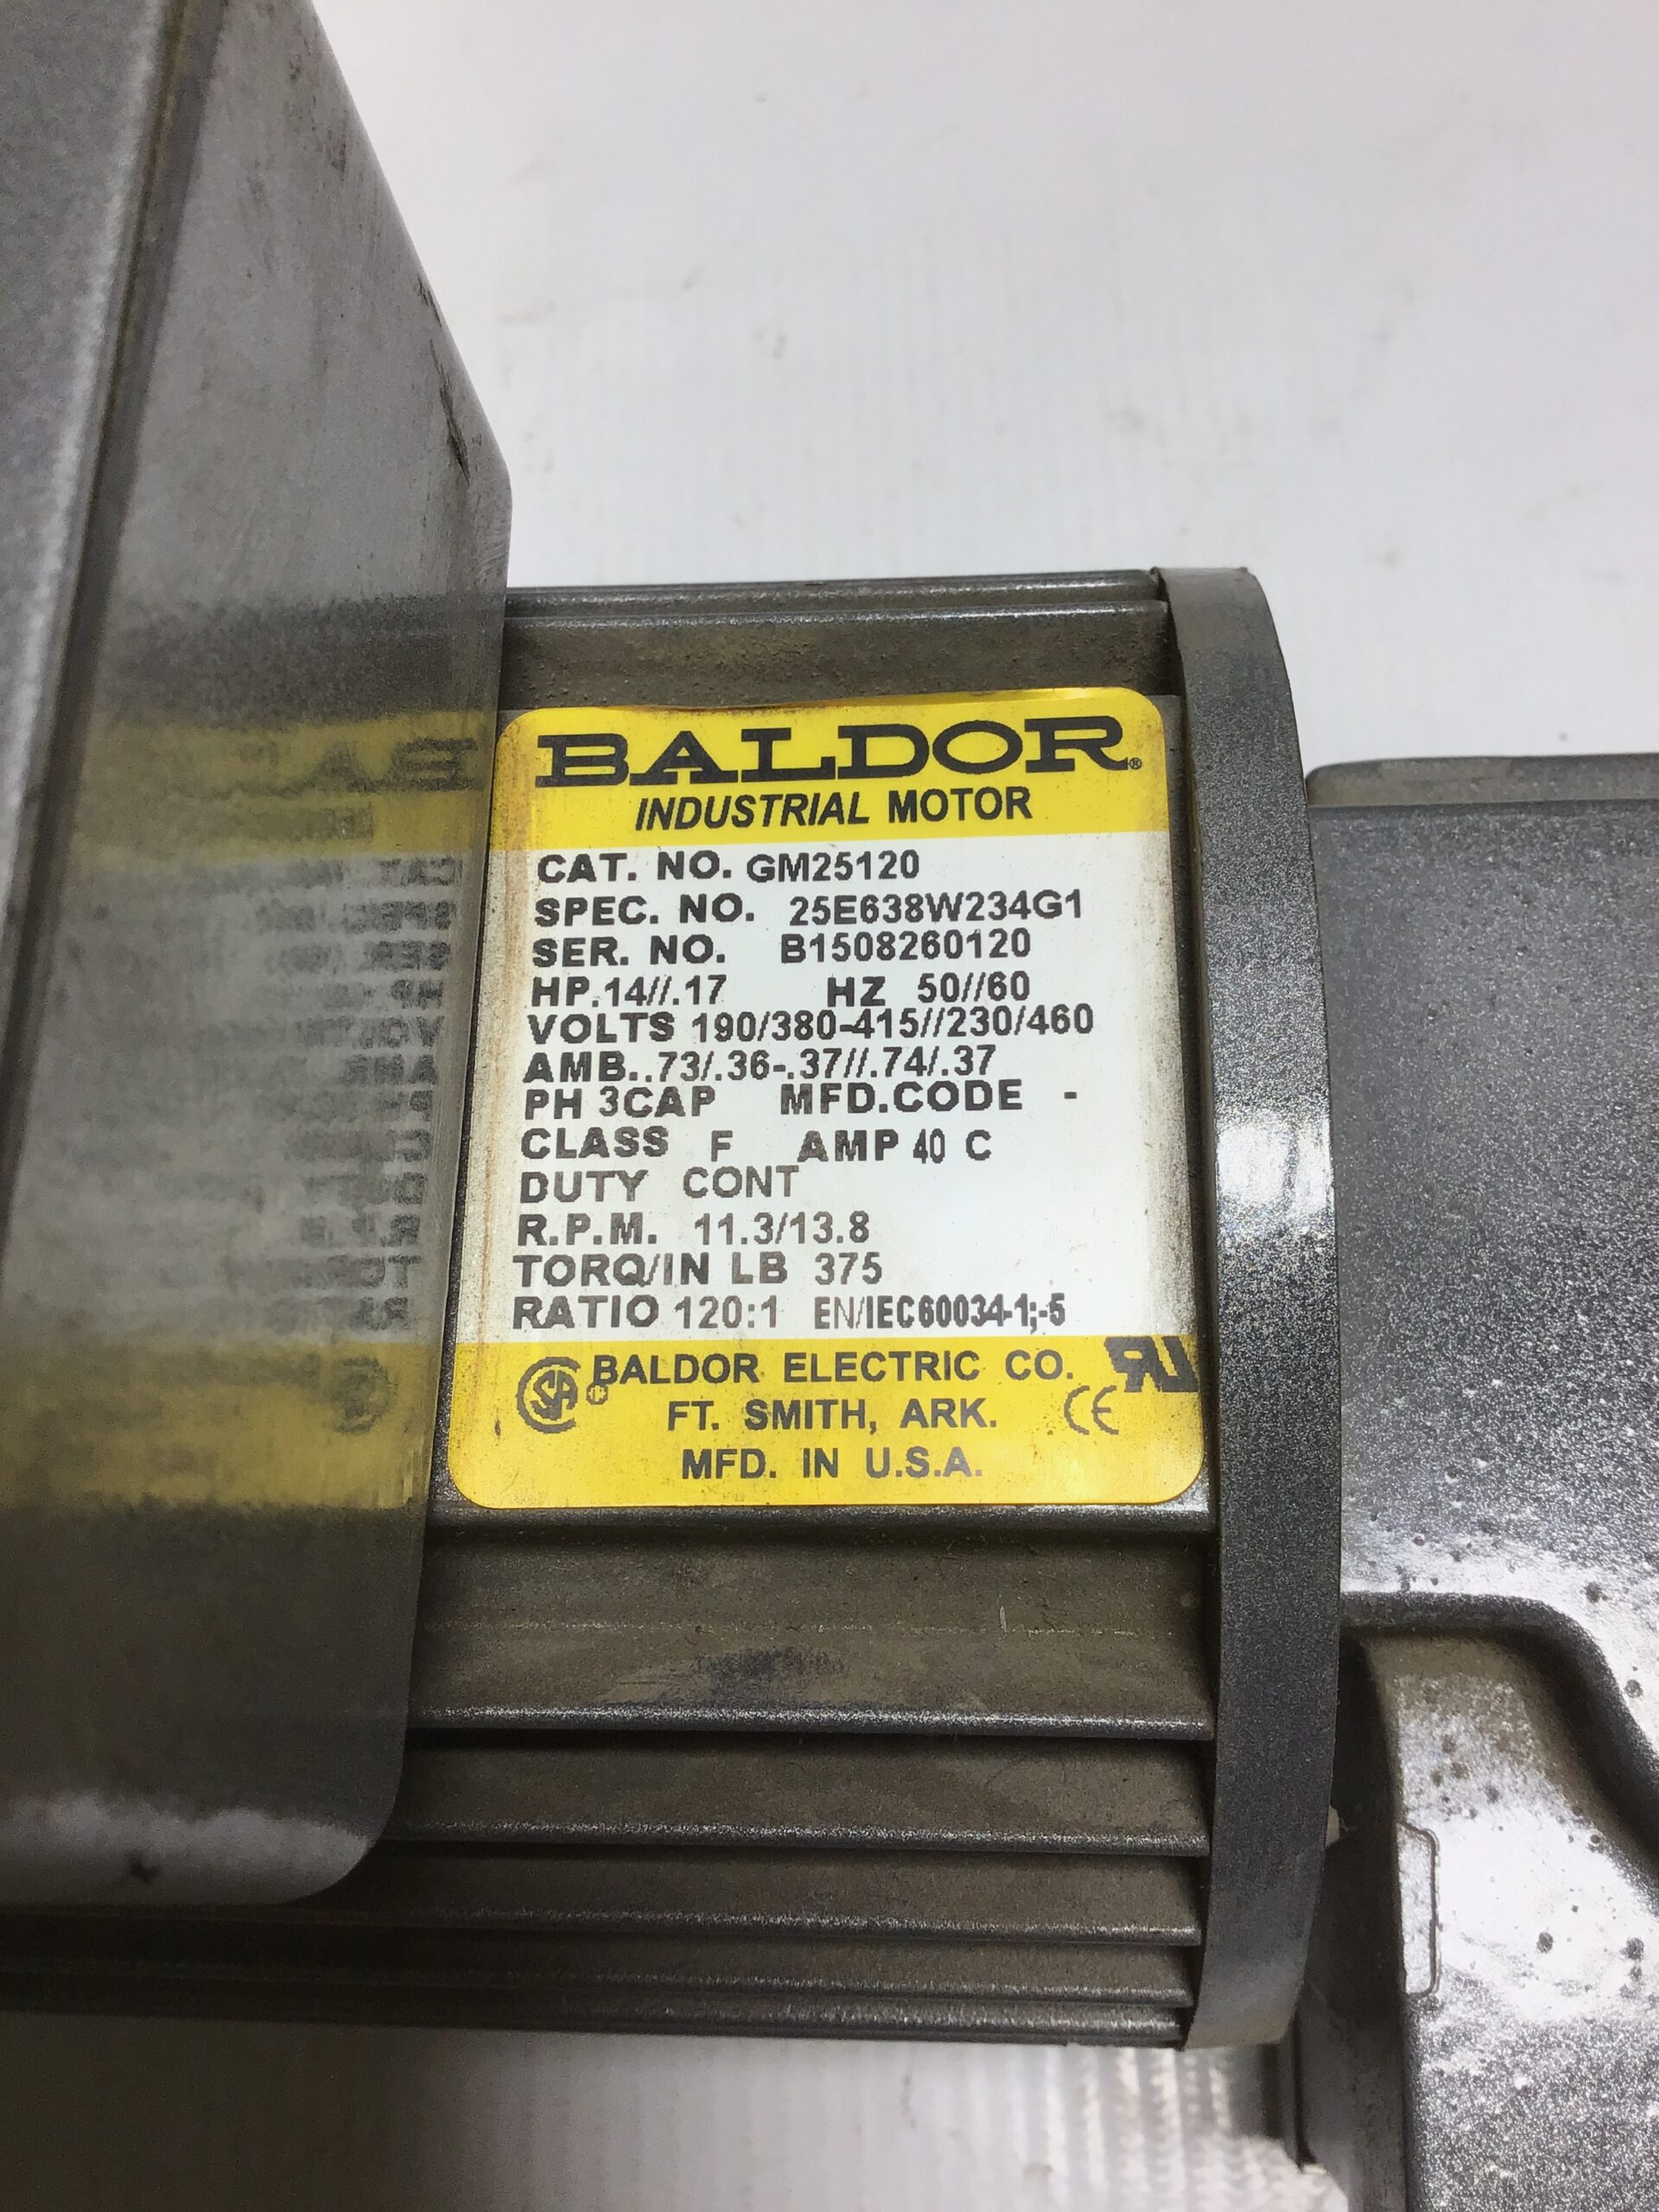 BALDOR®
INDUSTRIAL MOTOR
CAT. NO. GM25120
SPEC. NO. 25E638W234G1
SER. NO. B1508260120
HP.14//.17 HZ 50//60
VOLTS 190/380-415//230/460
AMB..73/.36-.37//.74/.37
PH 3CAP MFD.CODE -
CLASS F AMP 40 C
DUTY CONT
R.P.M. 11.3/13.8
TORQ/IN LB 375
RATIO 120:1 EN/IEC60034-1;-5
BALDOR ELECTRIC CO.
FT. SMITH, ARK. CE
MFD. IN U.S.A.